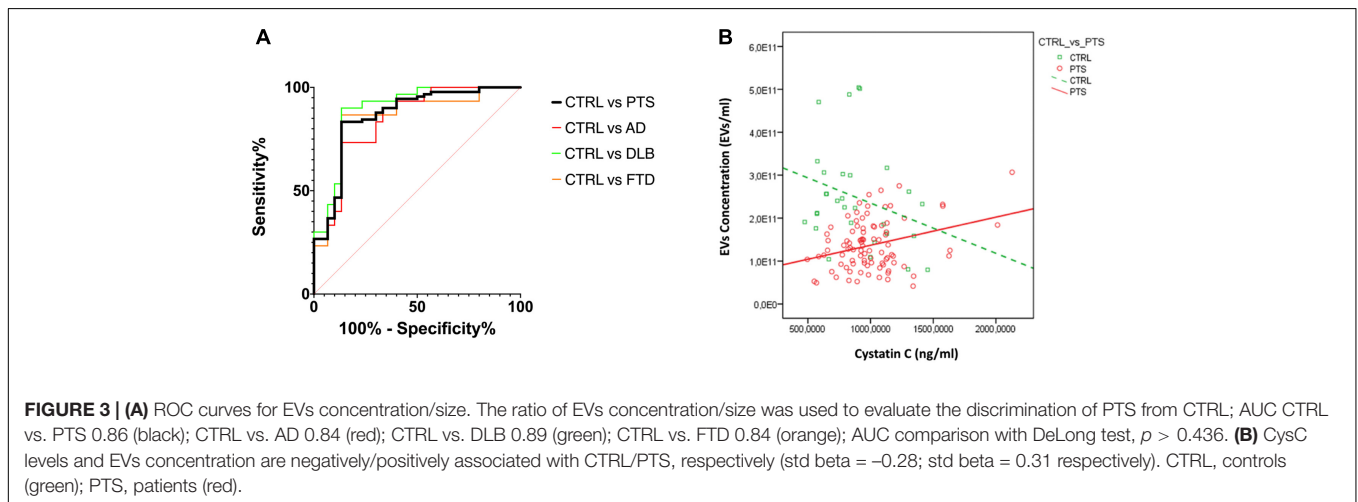 A
100
50
0
0
50
100
Sensitivity%
100% - Specificity%
CTRL vs PTS
CTRL vs AD
CTRL vs DLB
CTRL vs FTD
B
6,0E11
5,0E11
4,0E11
3,0E11
2,0E11
1,0E11
0,0E0
EVs Concentration (EVs/ml)
500,0000
1000,0000
1500,0000
2000,0000
Cystatin C (ng/ml)
CTRL_vs_PTS
CTRL
PTS
CTRL
PTS
FIGURE 3 | (A) ROC curves for EVs concentration/size. The ratio of EVs concentration/size was used to evaluate the discrimination of PTS from CTRL; AUC CTRL
vs. PTS 0.86 (black); CTRL vs. AD 0.84 (red); CTRL vs. DLB 0.89 (green); CTRL vs. FTD 0.84 (orange); AUC comparison with DeLong test, p > 0.436. (B) CysC
levels and EVs concentration are negatively/positively associated with CTRL/PTS, respectively (std beta = –0.28; std beta = 0.31 respectively). CTRL, controls
(green); PTS, patients (red).